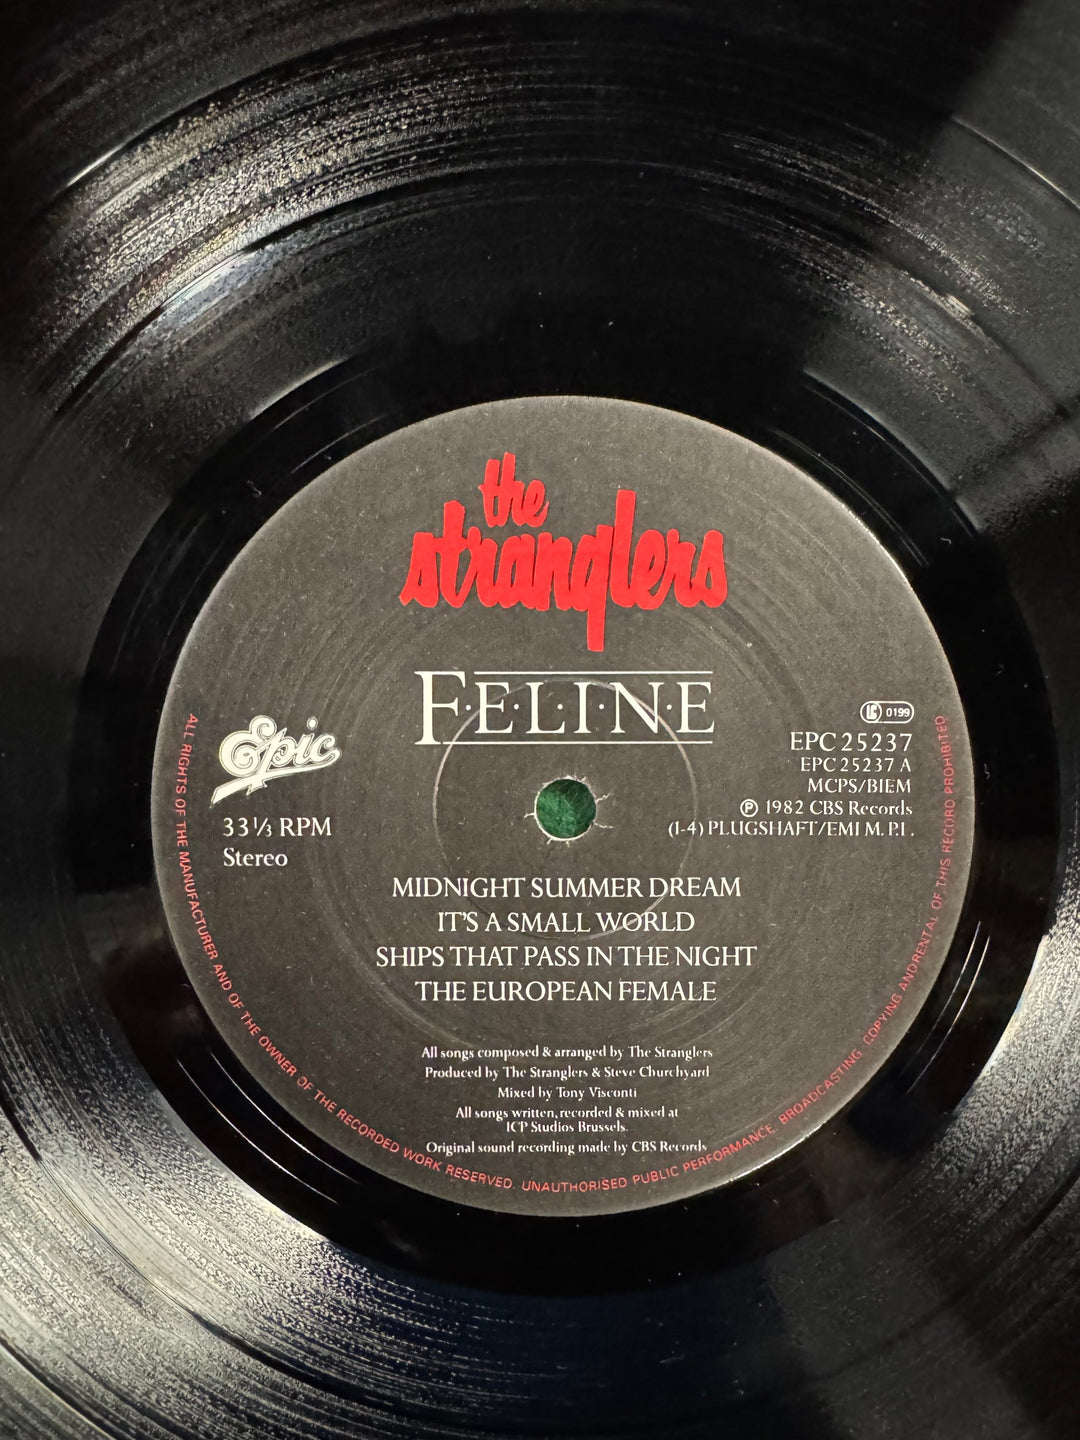 the
stranglers
F·E·L·I·N·E
Epic
33⅓ RPM
Stereo
LC 0199
EPC 25237
EPC 25237 A
MCPS/BIEM
℗ 1982 CBS Records
(1-4) PLUGSHAFT/EMI M.P.L.
MIDNIGHT SUMMER DREAM
IT'S A SMALL WORLD
SHIPS THAT PASS IN THE NIGHT
THE EUROPEAN FEMALE
All songs composed & arranged by The Stranglers
Produced by The Stranglers & Steve Churchyard
Mixed by Tony Visconti
All songs written, recorded & mixed at
ICP Studios Brussels.
Original sound recording made by CBS Records
ALL RIGHTS OF THE MANUFACTURER AND OF THE OWNER OF THE RECORDED WORK RESERVED. UNAUTHORISED PUBLIC PERFORMANCE, BROADCASTING, COPYING AND RENTAL OF THIS RECORD PROHIBITED